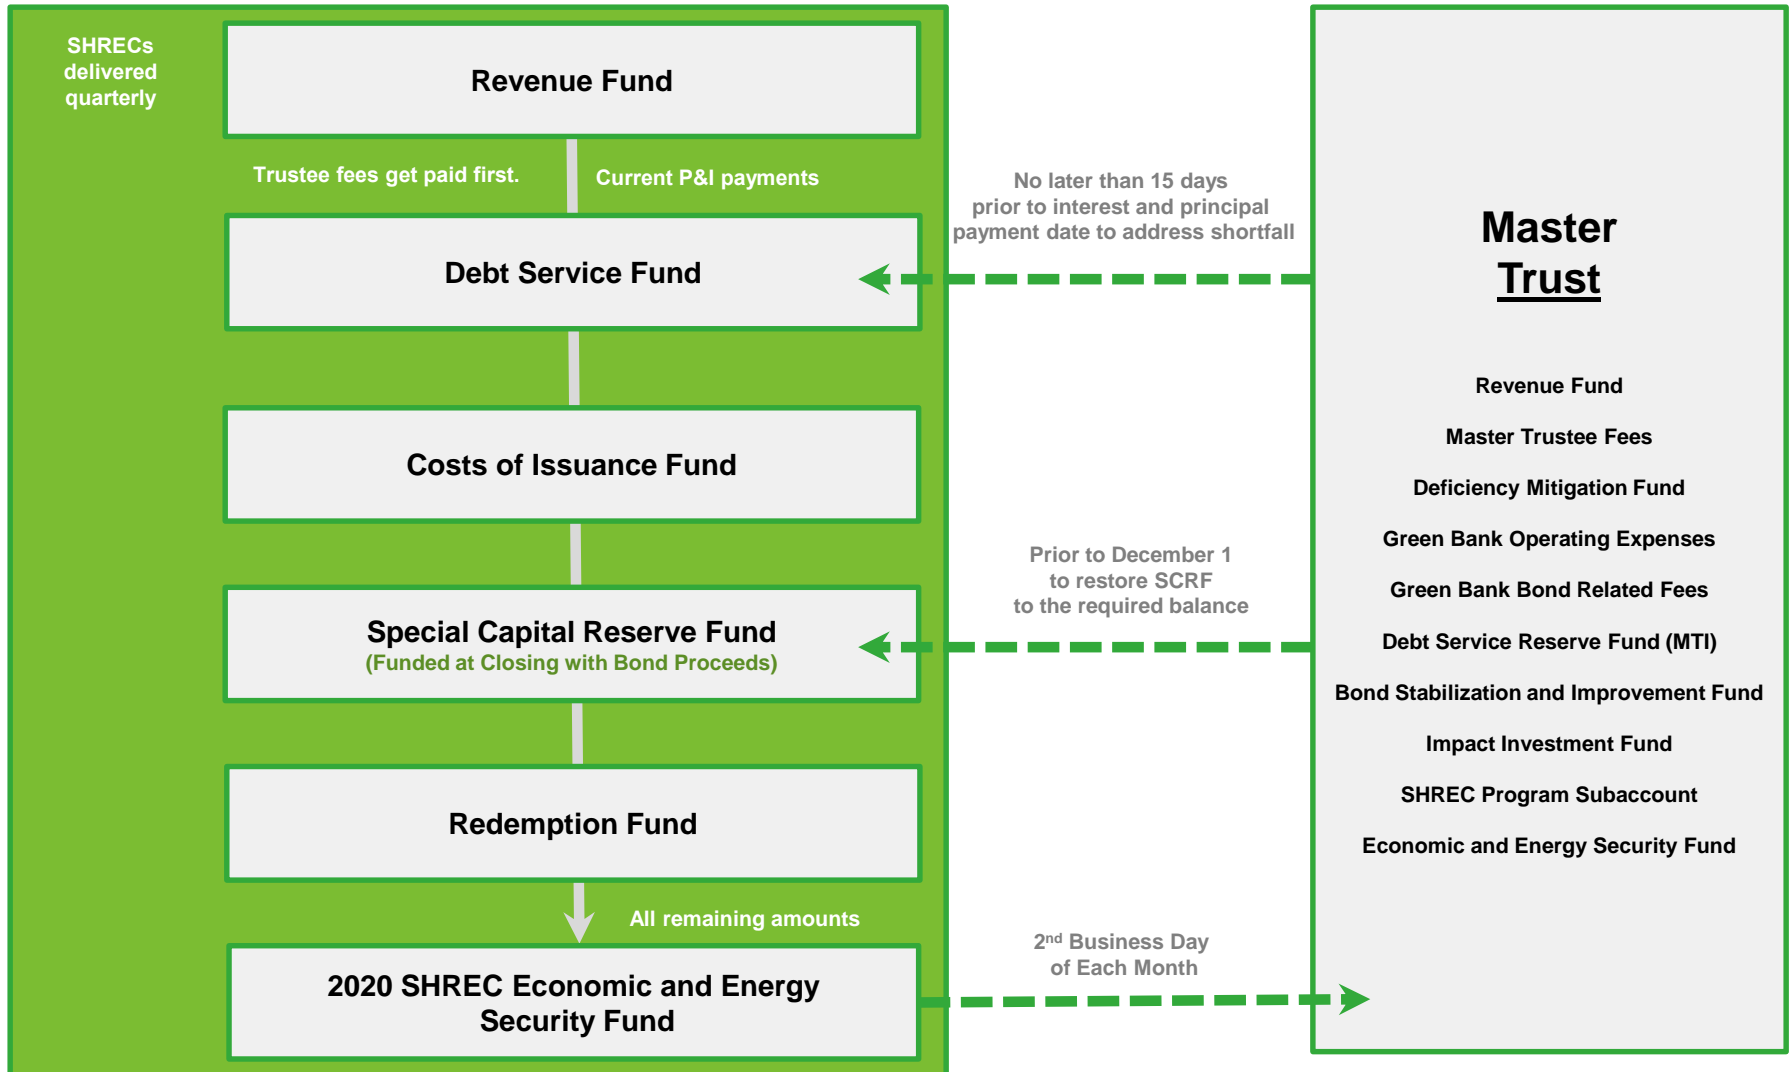 SHRECs
delivered
quarterly
Revenue Fund
Trustee fees get paid first.
Current P&I payments
Debt Service Fund
Costs of Issuance Fund
Special Capital Reserve Fund
(Funded at Closing with Bond Proceeds)
Redemption Fund
All remaining amounts
2020 SHREC Economic and Energy
Security Fund
No later than 15 days
prior to interest and principal
payment date to address shortfall
Prior to December 1
to restore SCRF
to the required balance
2nd Business Day
of Each Month
Master
Trust
Revenue Fund
Master Trustee Fees
Deficiency Mitigation Fund
Green Bank Operating Expenses
Green Bank Bond Related Fees
Debt Service Reserve Fund (MTI)
Bond Stabilization and Improvement Fund
Impact Investment Fund
SHREC Program Subaccount
Economic and Energy Security Fund